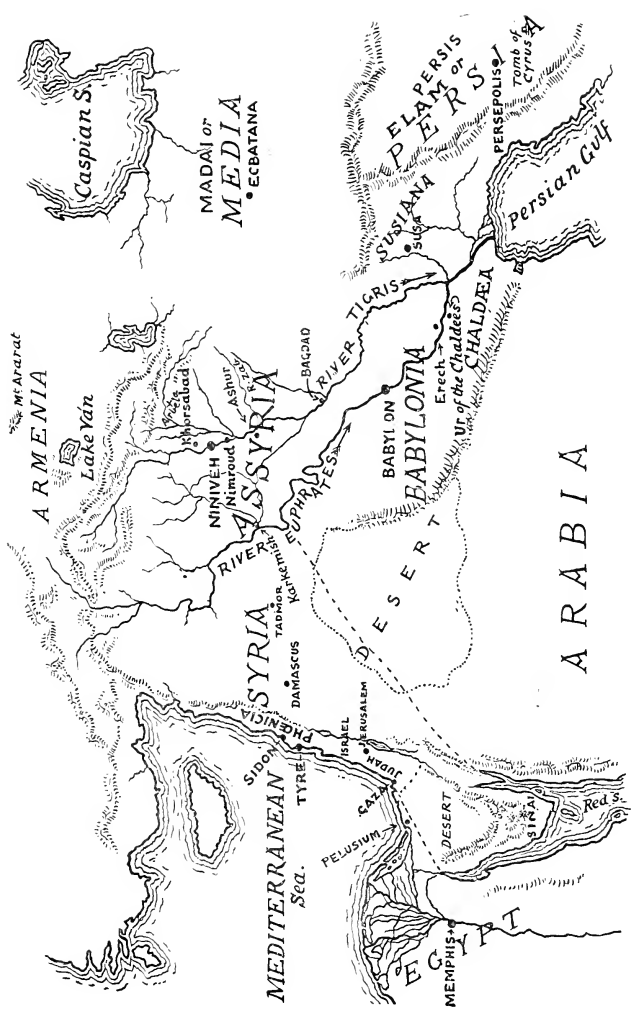 Caspian S.
MADAI or
MEDIA
ECBATANA
PERSIS
ELAM or
PERSIA
PERSEPOLIS
Tomb of
Cyrus
Persian Gulf
SUSIANA
SUSA
Mt Ararat
ARMENIA
Lake Van
Khorsabad
Ashur
R. Zab
NINIVEH
Nimroud
ASSYRIA
BAGDAD
RIVER TIGRIS
RIVER EUPHRATES
BABYLON
BABYLONIA
Erech
Ur of the Chaldees
CHALDÆA
Karkemish
TADMOR
SYRIA
DAMASCUS
DESERT
ARABIA
PHŒNICIA
SIDON
TYRE
ISRAEL
JERUSALEM
JUDAH
GAZA
MEDITERRANEAN
Sea.
PELUSIUM
DESERT
SINAI
Red S.
EGYPT
MEMPHIS